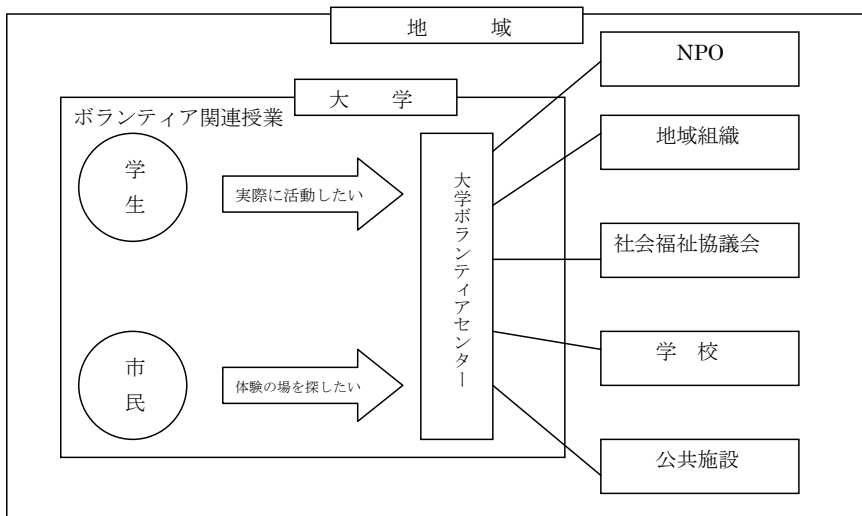 地　域
大　学
ボランティア関連授業
学生
実際に活動したい
市民
体験の場を探したい
大学ボランティアセンター
NPO
地域組織
社会福祉協議会
学　校
公共施設